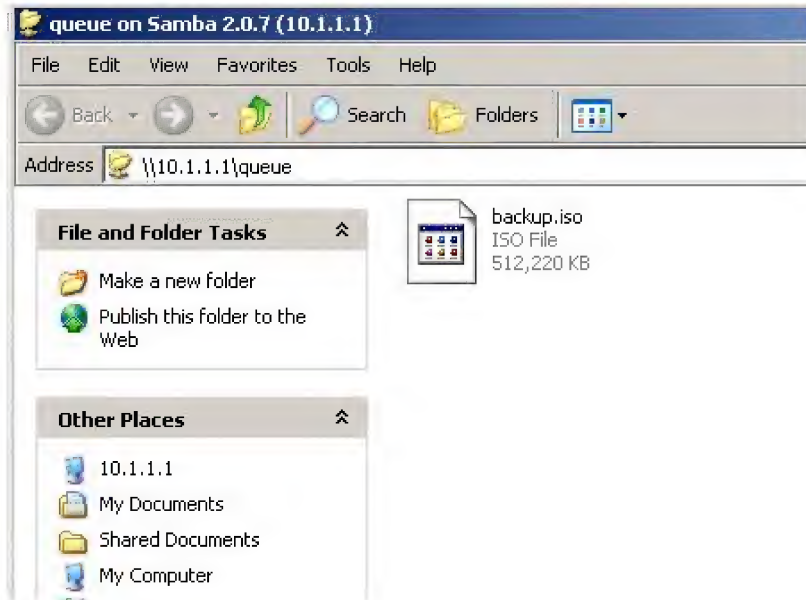 queue on Samba 2.0.7 (10.1.1.1)
File Edit View Favorites Tools Help
Back Search Folders
Address \\10.1.1.1\queue
File and Folder Tasks
Make a new folder
Publish this folder to the
Web
Other Places
10.1.1.1
My Documents
Shared Documents
My Computer
backup.iso
ISO File
512,220 KB